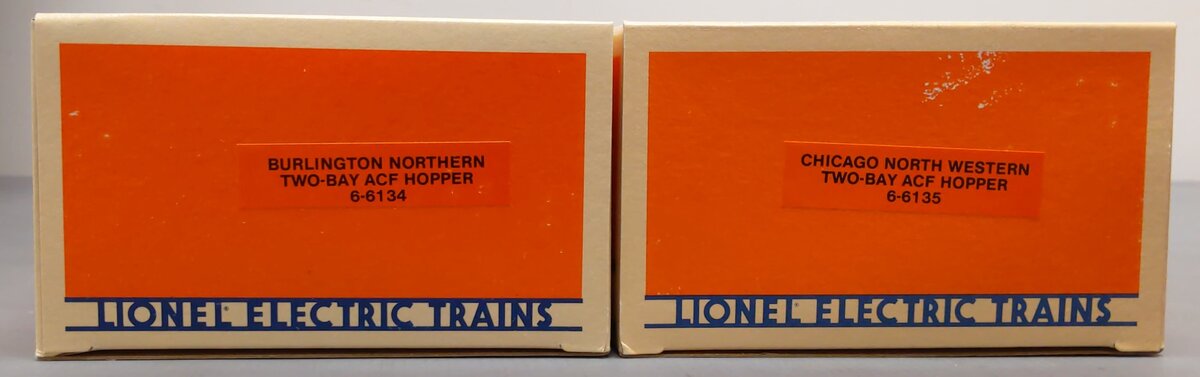 BURLINGTON NORTHERN
TWO-BAY ACF HOPPER
6-6134
LIONEL® ELECTRIC TRAINS
CHICAGO NORTH WESTERN
TWO-BAY ACF HOPPER
6-6135
LIONEL® ELECTRIC TRAINS